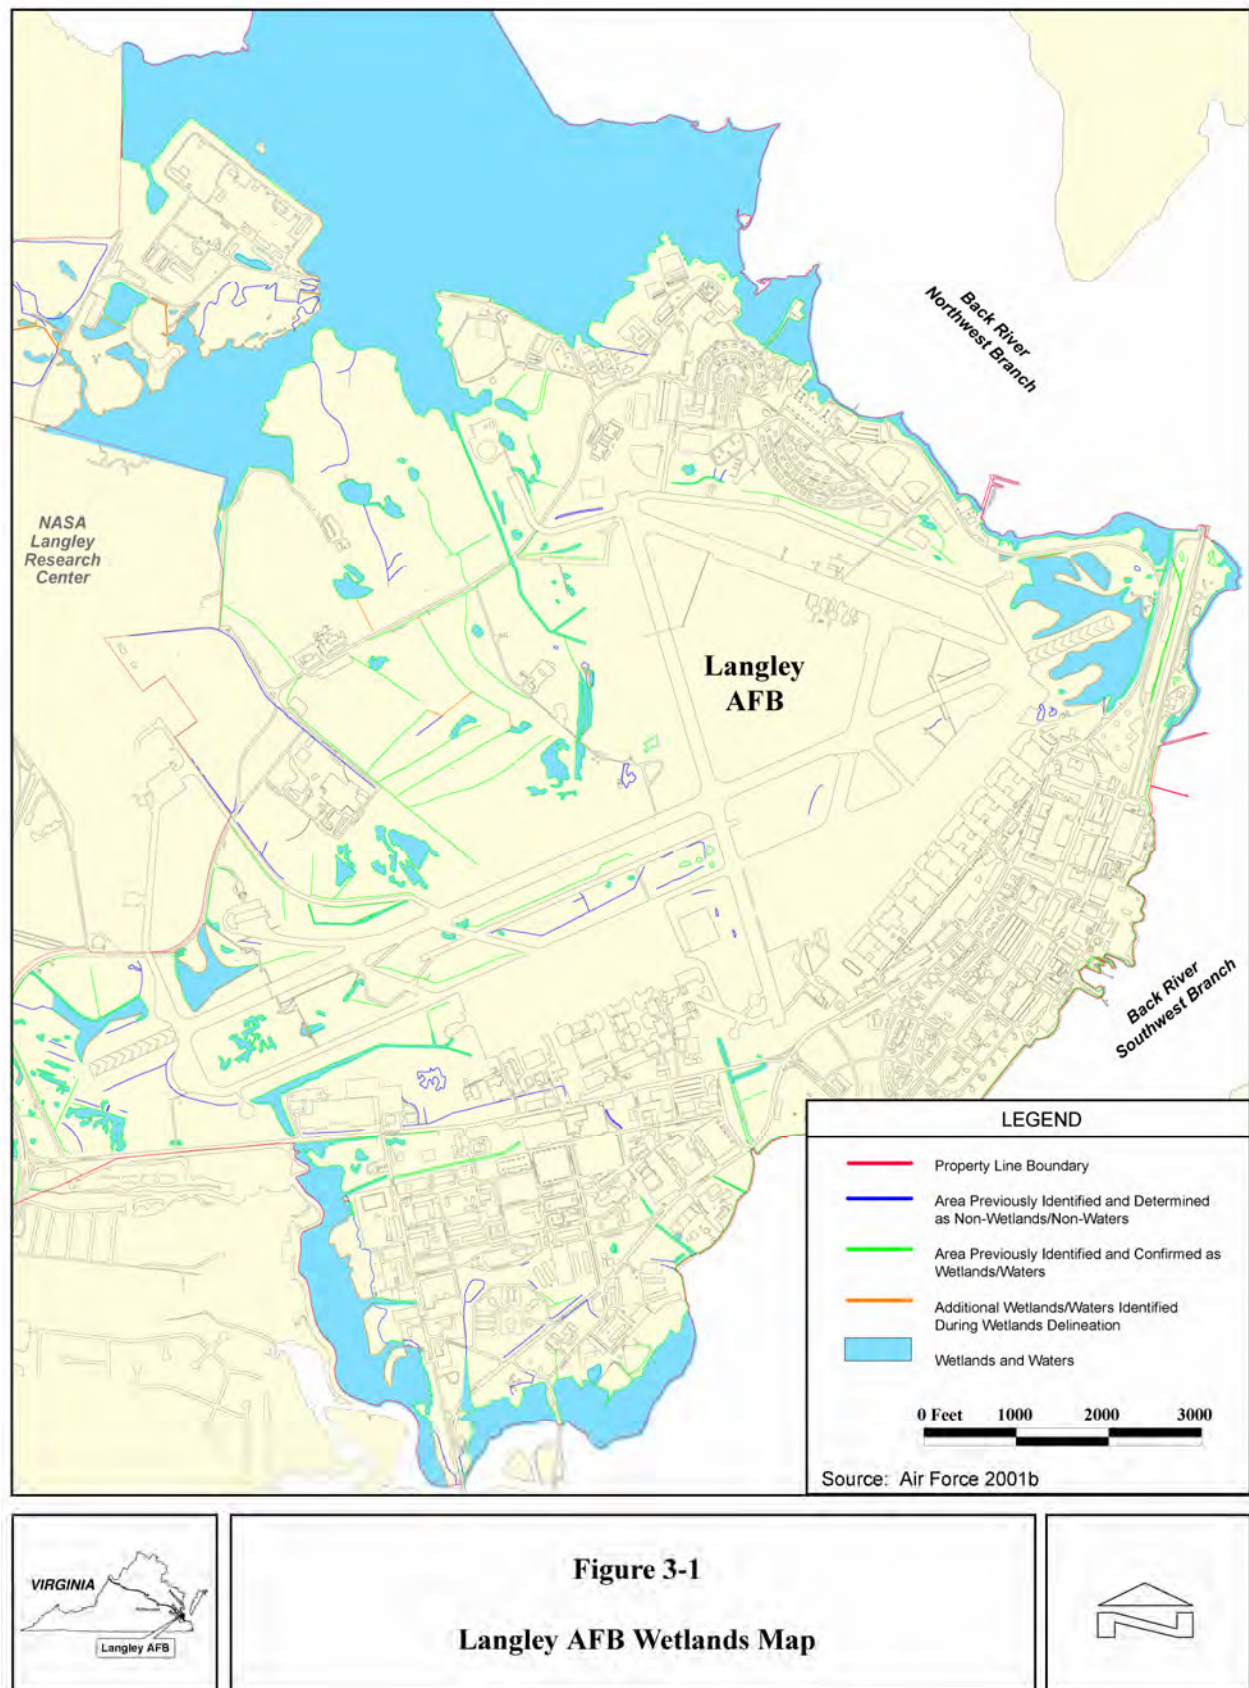 Back River
Northwest Branch
NASA
Langley
Research
Center
Langley
AFB
Back River
Southwest Branch
LEGEND
Property Line Boundary
Area Previously Identified and Determined
as Non-Wetlands/Non-Waters
Area Previously Identified and Confirmed as
Wetlands/Waters
Additional Wetlands/Waters Identified
During Wetlands Delineation
Wetlands and Waters
0 Feet 1000 2000 3000
Source: Air Force 2001b
VIRGINIA
Langley AFB
Figure 3-1
Langley AFB Wetlands Map
N